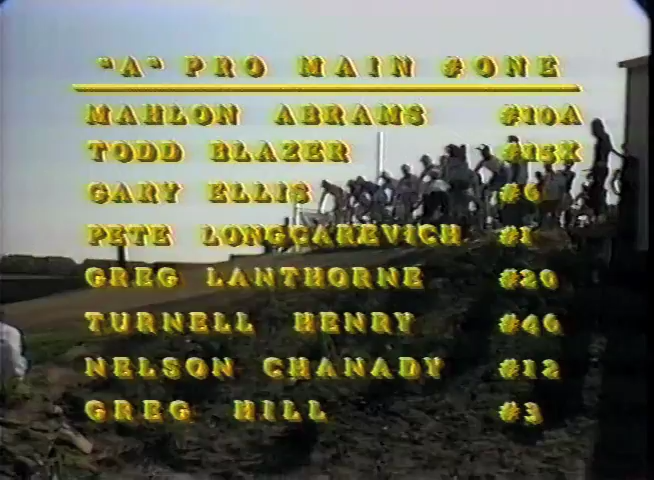 "A" PRO MAIN #ONE
MAHLON ABRAMS #10A
TODD BLAZER #15X
GARY ELLIS #6
PETE LONGCAREVICH #1
GREG LANTHORNE #20
TURNELL HENRY #46
NELSON CHANADY #12
GREG HILL #3